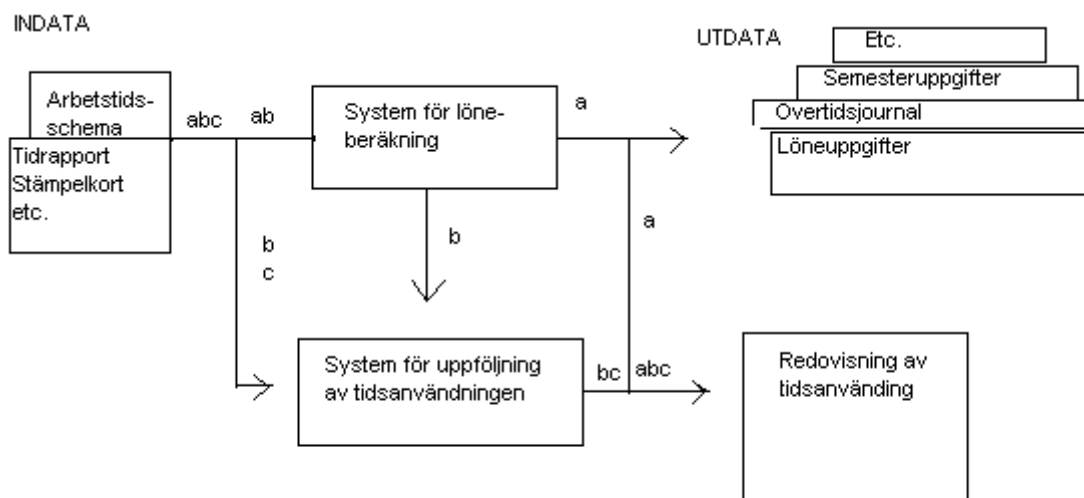 INDATA
UTDATA
Etc.
Semesteruppgifter
Overtidsjournal
Löneuppgifter
Arbetstids-
schema
Tidrapport
Stämpelkort
etc.
abc
ab
System för löne-
beräkning
a
b
c
b
a
System för uppföljning
av tidsanvändningen
bc
abc
Redovisning av
tidsanvänding